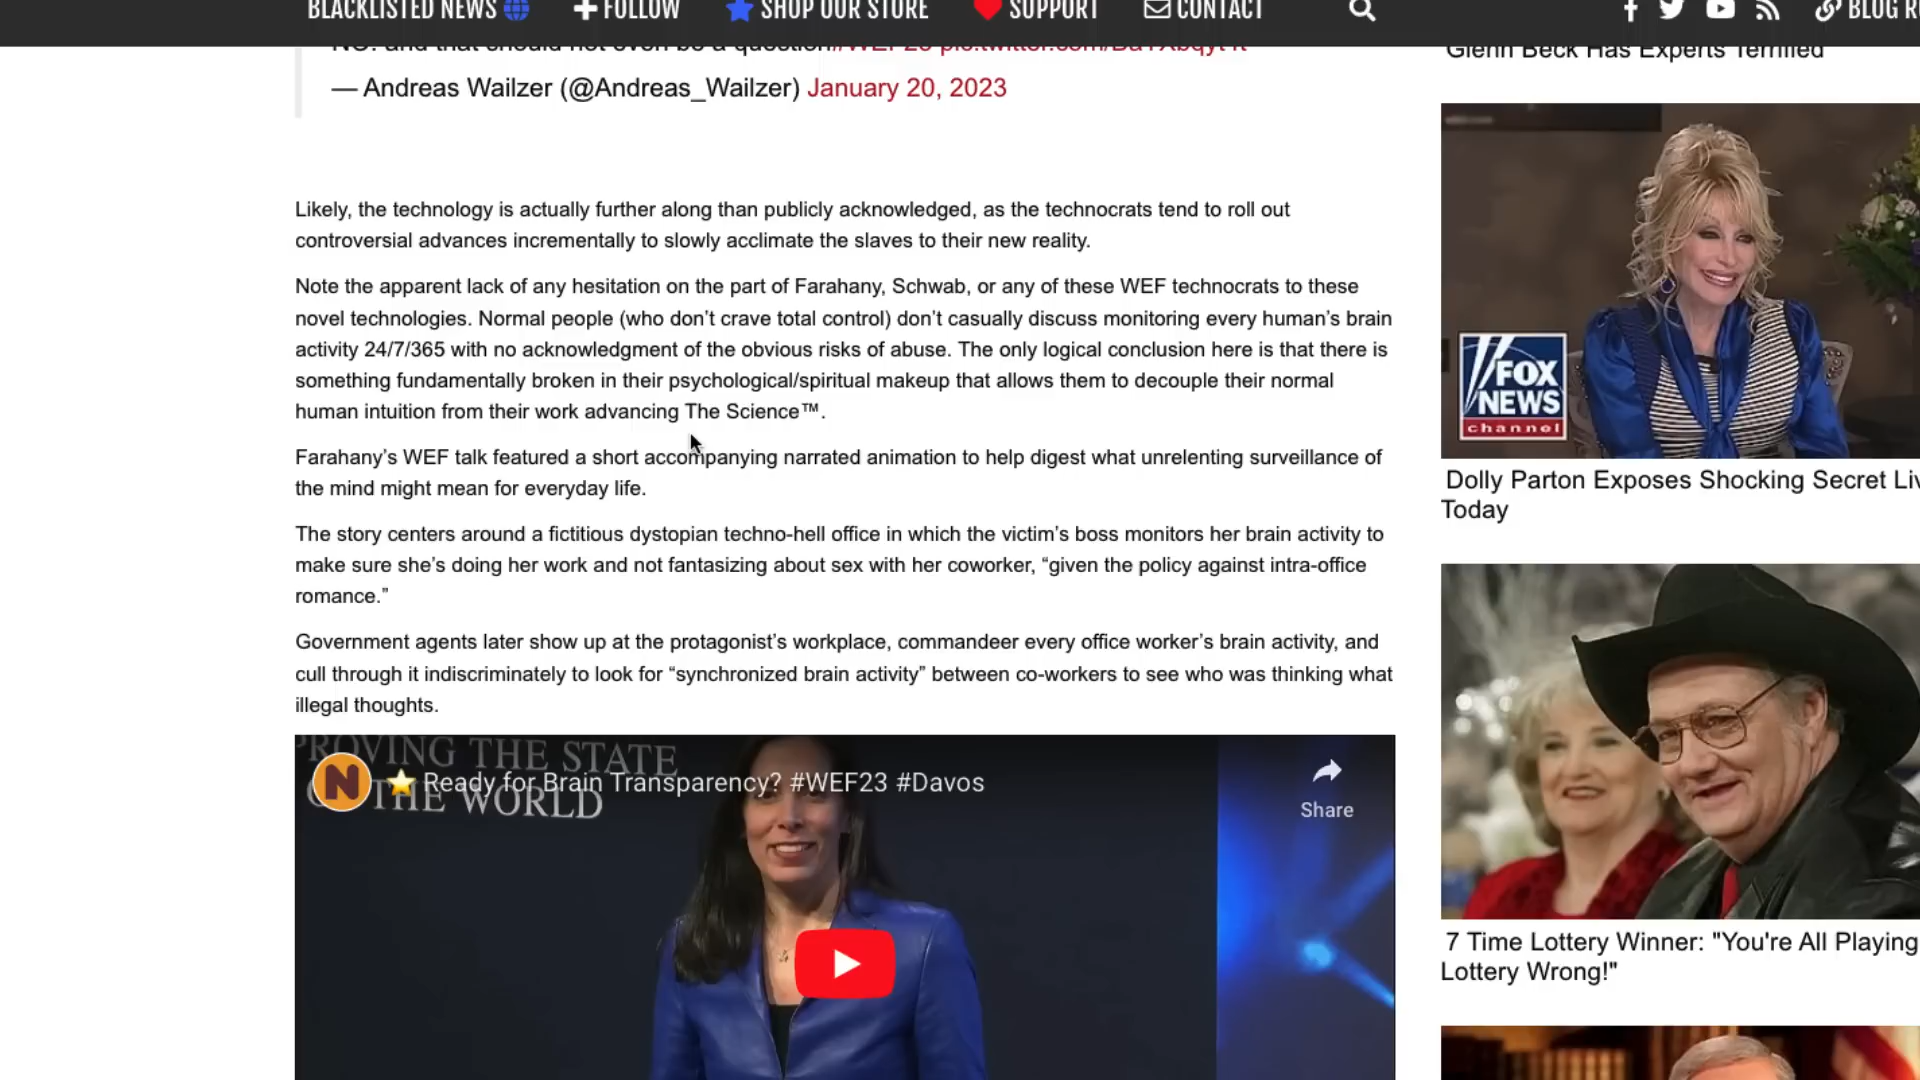 BLACKLISTED NEWS
FOLLOW
SHOP OUR STORE
SUPPORT
CONTACT
BLOG
NO! and that should not even be a question
— Andreas Wailzer (@Andreas_Wailzer) January 20, 2023
Likely, the technology is actually further along than publicly acknowledged, as the technocrats tend to roll out
controversial advances incrementally to slowly acclimate the slaves to their new reality.
Note the apparent lack of any hesitation on the part of Farahany, Schwab, or any of these WEF technocrats to these
novel technologies. Normal people (who don’t crave total control) don’t casually discuss monitoring every human’s brain
activity 24/7/365 with no acknowledgment of the obvious risks of abuse. The only logical conclusion here is that there is
something fundamentally broken in their psychological/spiritual makeup that allows them to decouple their normal
human intuition from their work advancing The Science™.
Farahany’s WEF talk featured a short accompanying narrated animation to help digest what unrelenting surveillance of
the mind might mean for everyday life.
The story centers around a fictitious dystopian techno-hell office in which the victim’s boss monitors her brain activity to
make sure she’s doing her work and not fantasizing about sex with her coworker, “given the policy against intra-office
romance.”
Government agents later show up at the protagonist’s workplace, commandeer every office worker’s brain activity, and
cull through it indiscriminately to look for “synchronized brain activity” between co-workers to see who was thinking what
illegal thoughts.
PROVING THE STATE
THE WORLD
N
Ready for Brain Transparency? #WEF23 #Davos
Share
Glenn Beck Has Experts Terrified
FOX
NEWS
channel
Dolly Parton Exposes Shocking Secret
Today
7 Time Lottery Winner: "You're All Playing
Lottery Wrong!"